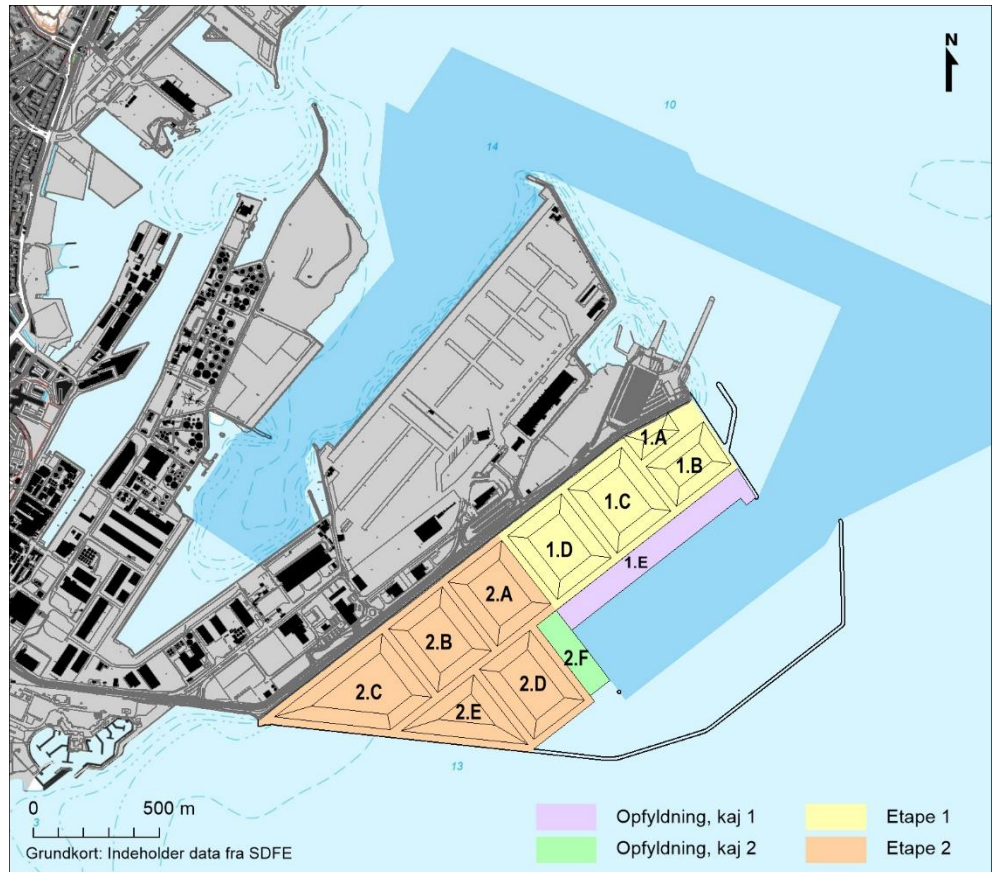 N
10
14
1.A
1.B
1.C
1.D
1.E
2.A
2.B
2.F
2.C
2.D
2.E
13
0 500 m
3
Grundkort: Indeholder data fra SDFE
Opfyldning, kaj 1
Etape 1
Opfyldning, kaj 2
Etape 2